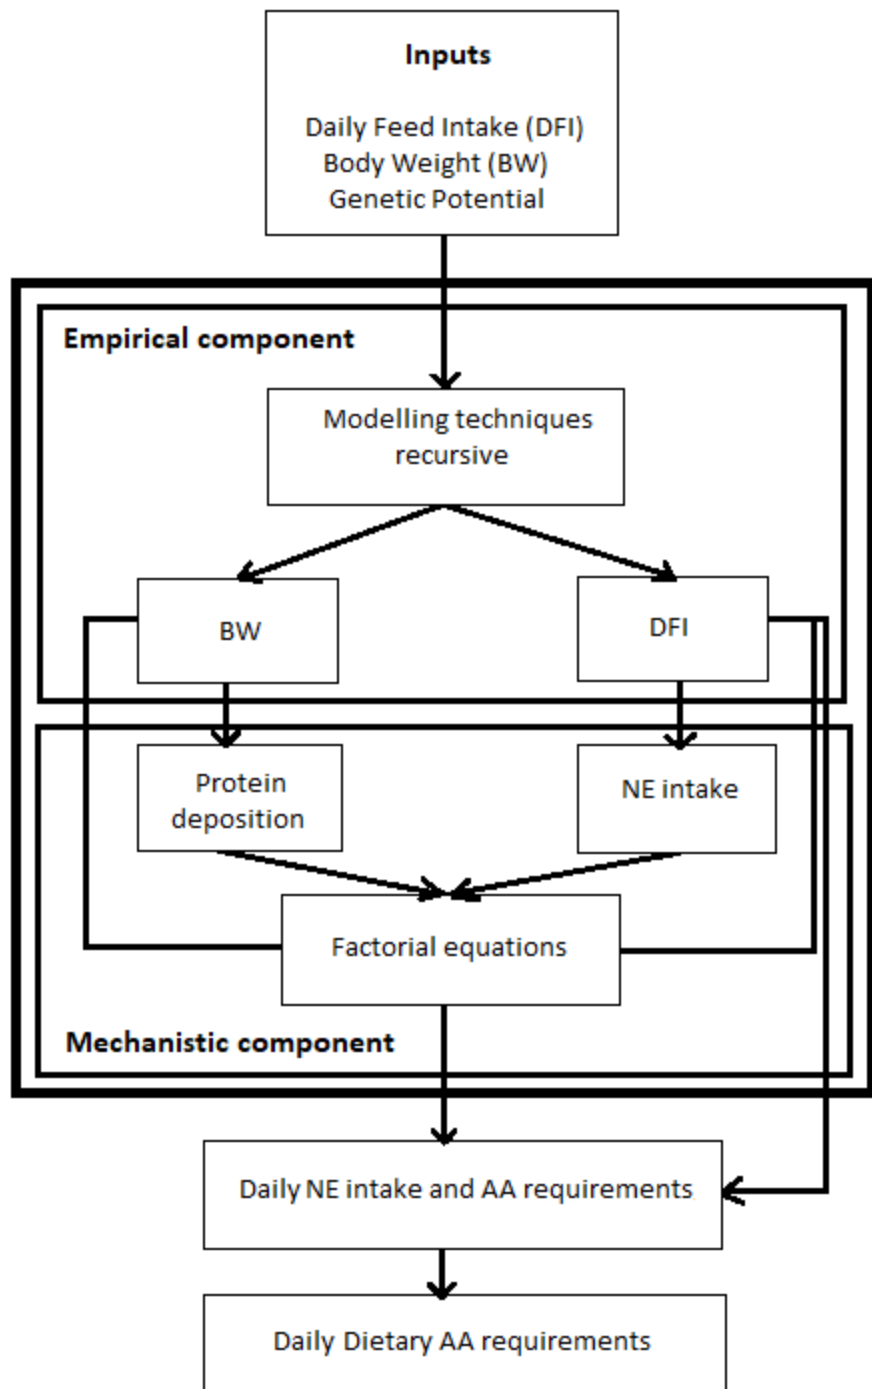 Inputs
Daily Feed Intake (DFI)
Body Weight (BW)
Genetic Potential
Empirical component
Modelling techniques
recursive
BW
DFI
Protein
deposition
NE intake
Factorial equations
Mechanistic component
Daily NE intake and AA requirements
Daily Dietary AA requirements